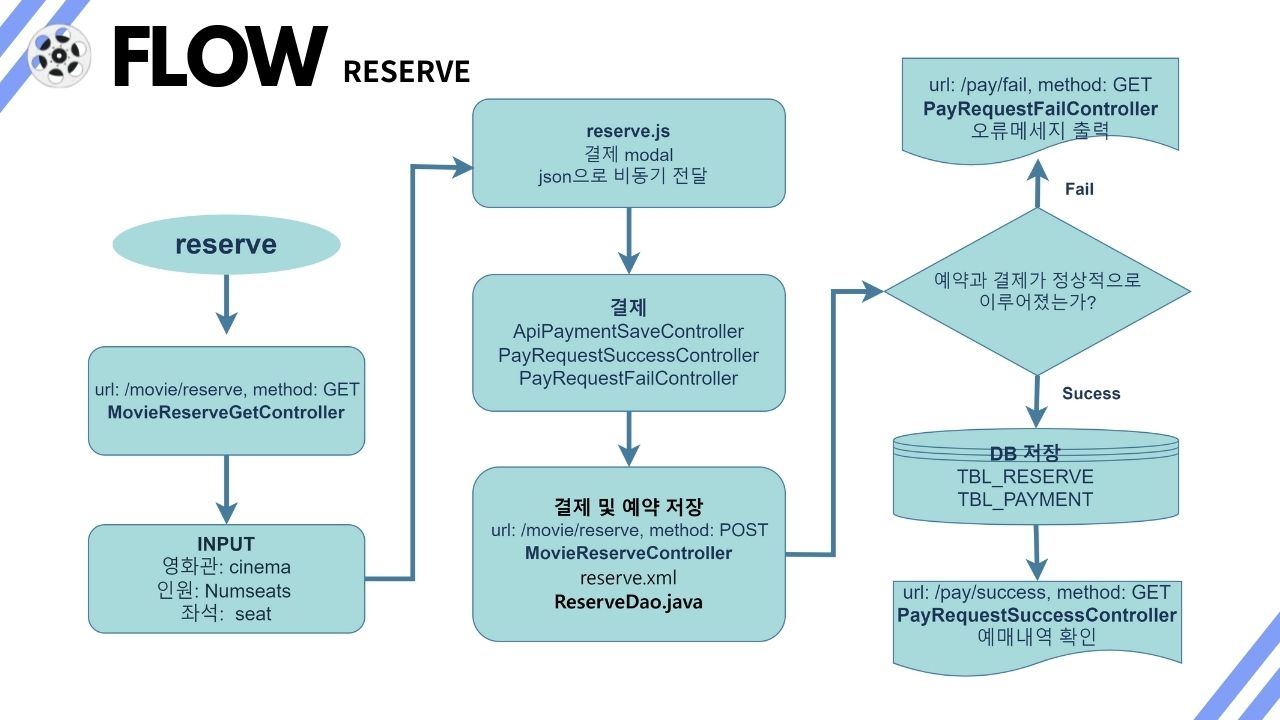 FLOW RESERVE
reserve
url: /movie/reserve, method: GET
MovieReserveGetController
INPUT
영화관: cinema
인원: Numseats
좌석: seat
reserve.js
결제 modal
json으로 비동기 전달
결제
ApiPaymentSaveController
PayRequestSuccessController
PayRequestFailController
결제 및 예약 저장
url: /movie/reserve, method: POST
MovieReserveController
reserve.xml
ReserveDao.java
url: /pay/fail, method: GET
PayRequestFailController
오류메세지 출력
Fail
예약과 결제가 정상적으로
이루어졌는가?
Sucess
DB 저장
TBL_RESERVE
TBL_PAYMENT
url: /pay/success, method: GET
PayRequestSuccessController
예매내역 확인